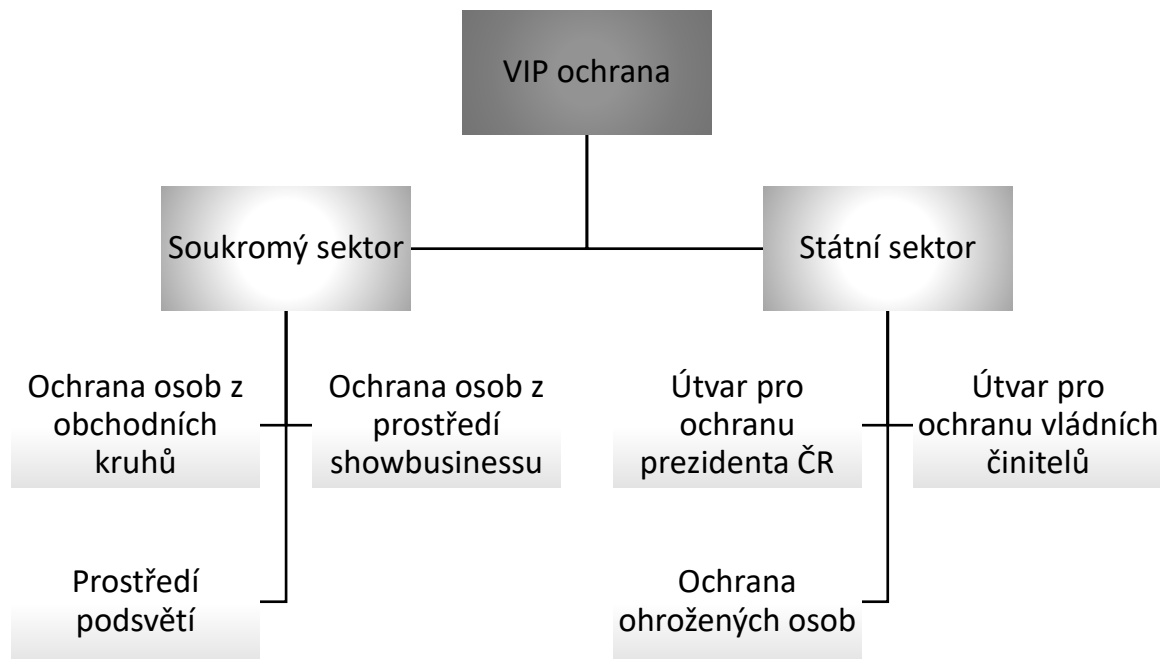 VIP ochrana
Soukromý sektor
Státní sektor
Ochrana osob z
obchodních
kruhů
Ochrana osob z
prostředí
showbusinessu
Útvar pro
ochranu
prezidenta ČR
Útvar pro
ochranu vládních
činitelů
Prostředí
podsvětí
Ochrana
ohrožených osob